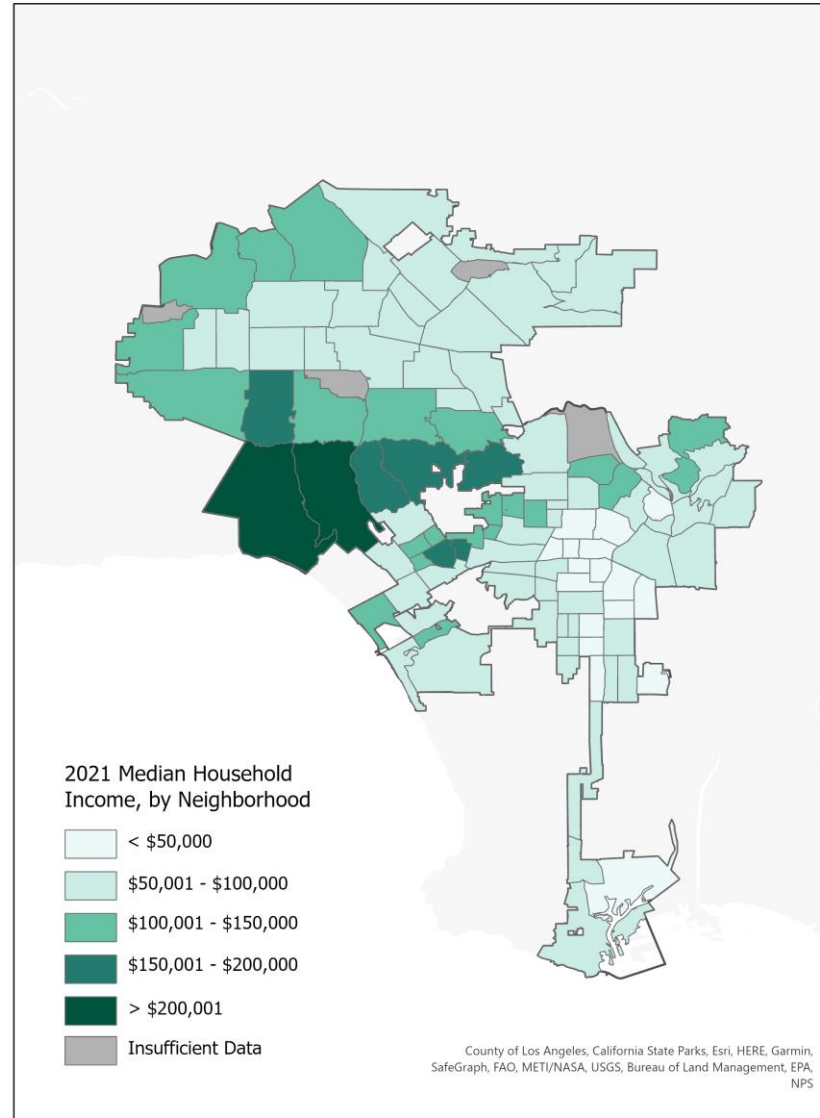 2021 Median Household
Income, by Neighborhood
< $50,000
$50,001 - $100,000
$100,001 - $150,000
$150,001 - $200,000
> $200,001
Insufficient Data
County of Los Angeles, California State Parks, Esri, HERE, Garmin,
SafeGraph, FAO, METI/NASA, USGS, Bureau of Land Management, EPA,
NPS